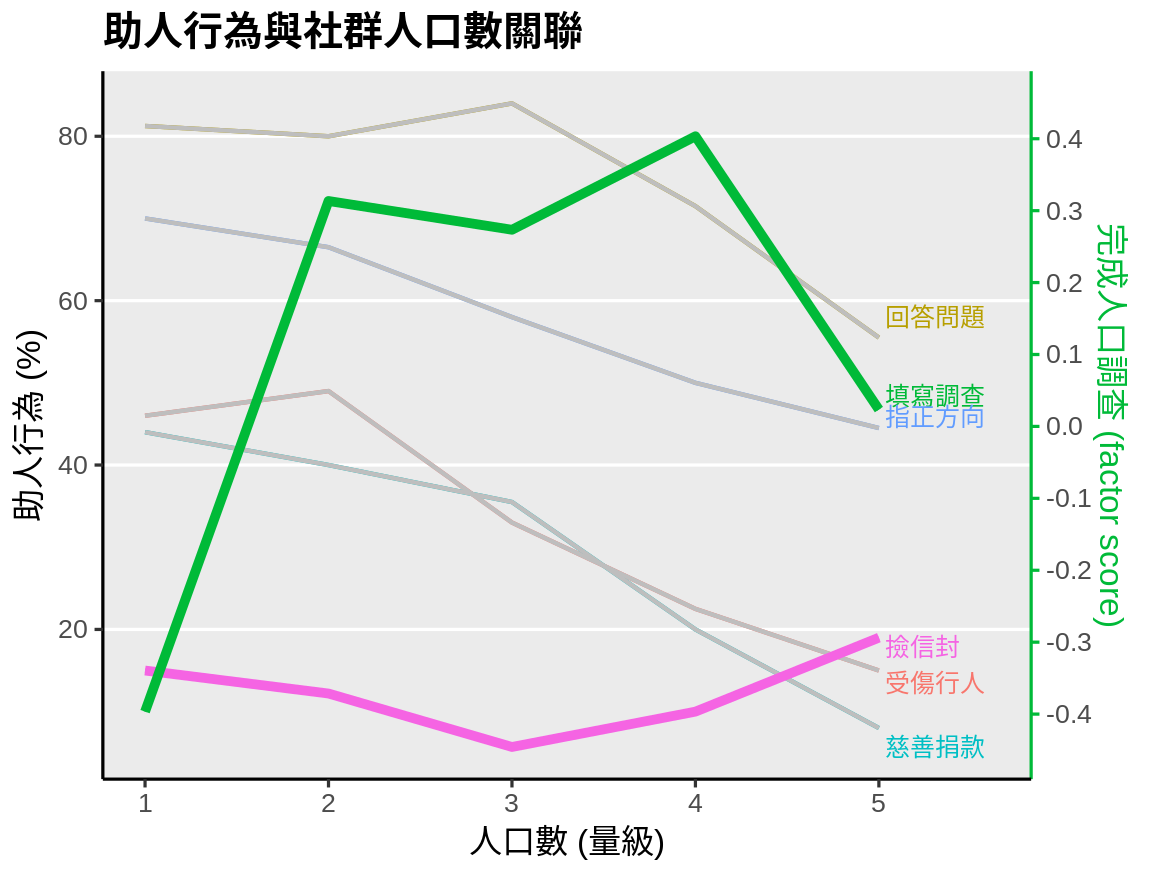 助人行為與社群人口數關聯
助人行為 (%)
80
60
40
20
0.4
0.3
0.2
0.1
0.0
-0.1
-0.2
-0.3
-0.4
完成人口調查 (factor score)
回答問題
填寫調查
指正方向
撿信封
受傷行人
慈善捐款
1 2 3 4 5
人口數 (量級)